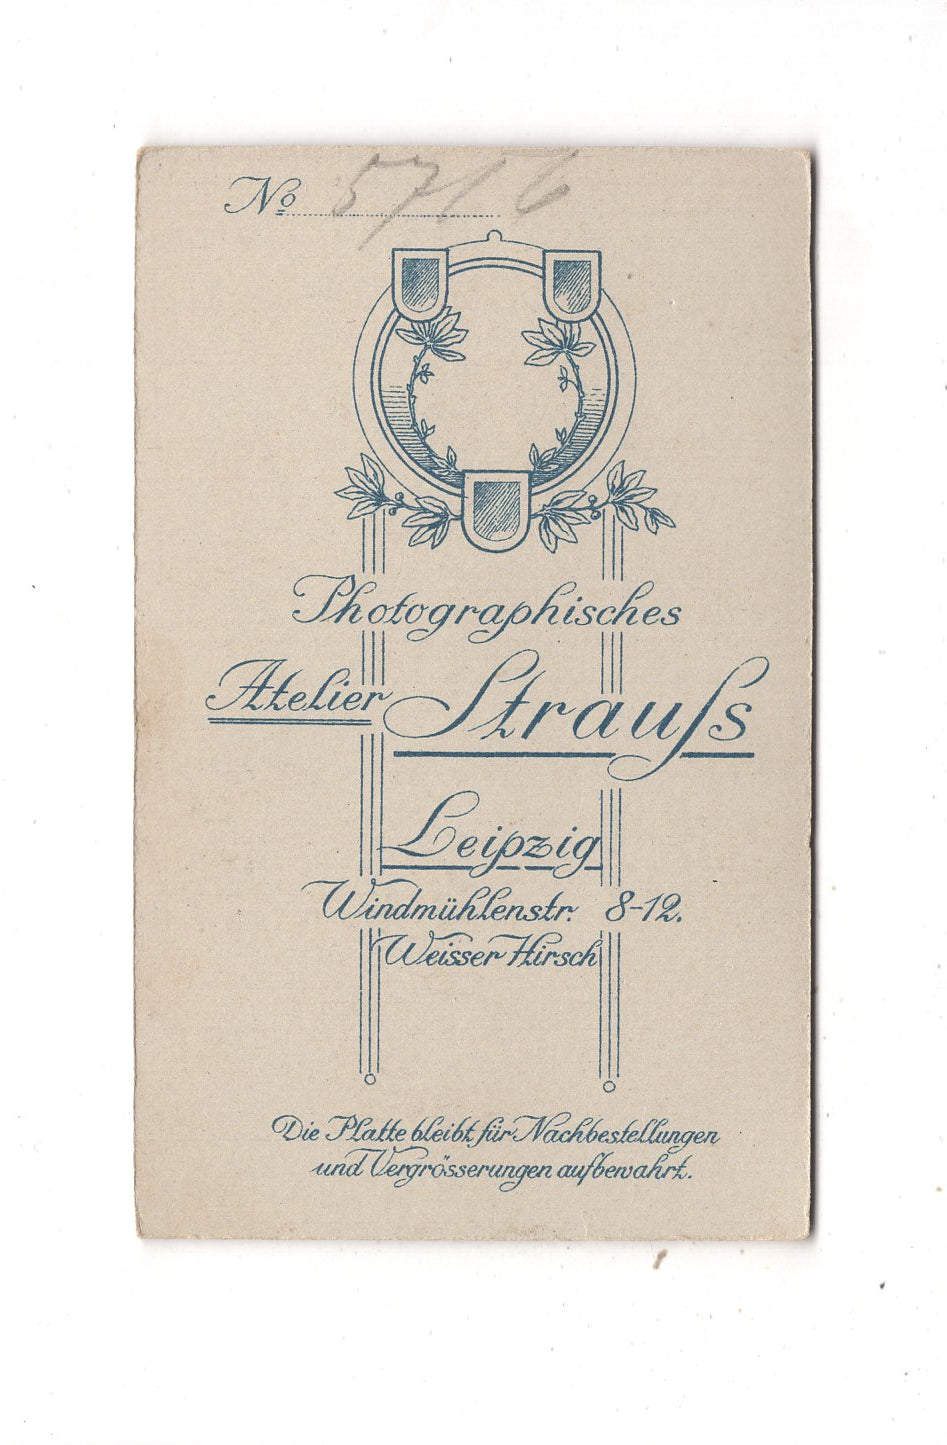 No 5716
Photographisches
Atelier Strauſs
Leipzig
Windmühlenstr. 8-12.
Weisser Hirsch
Die Platte bleibt für Nachbestellungen
und Vergrösserungen aufbewahrt.